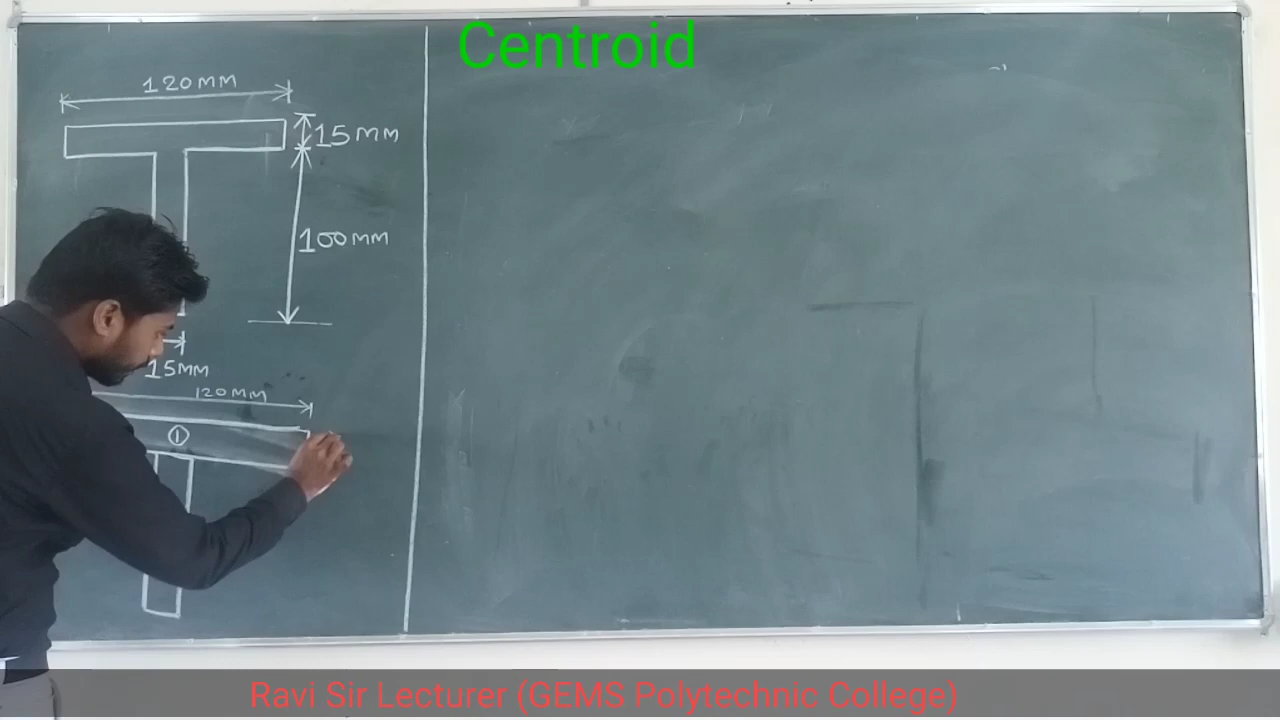 Centroid
120MM
15MM
100MM
15MM
120MM
1
Ravi Sir Lecturer (GEMS Polytechnic College)